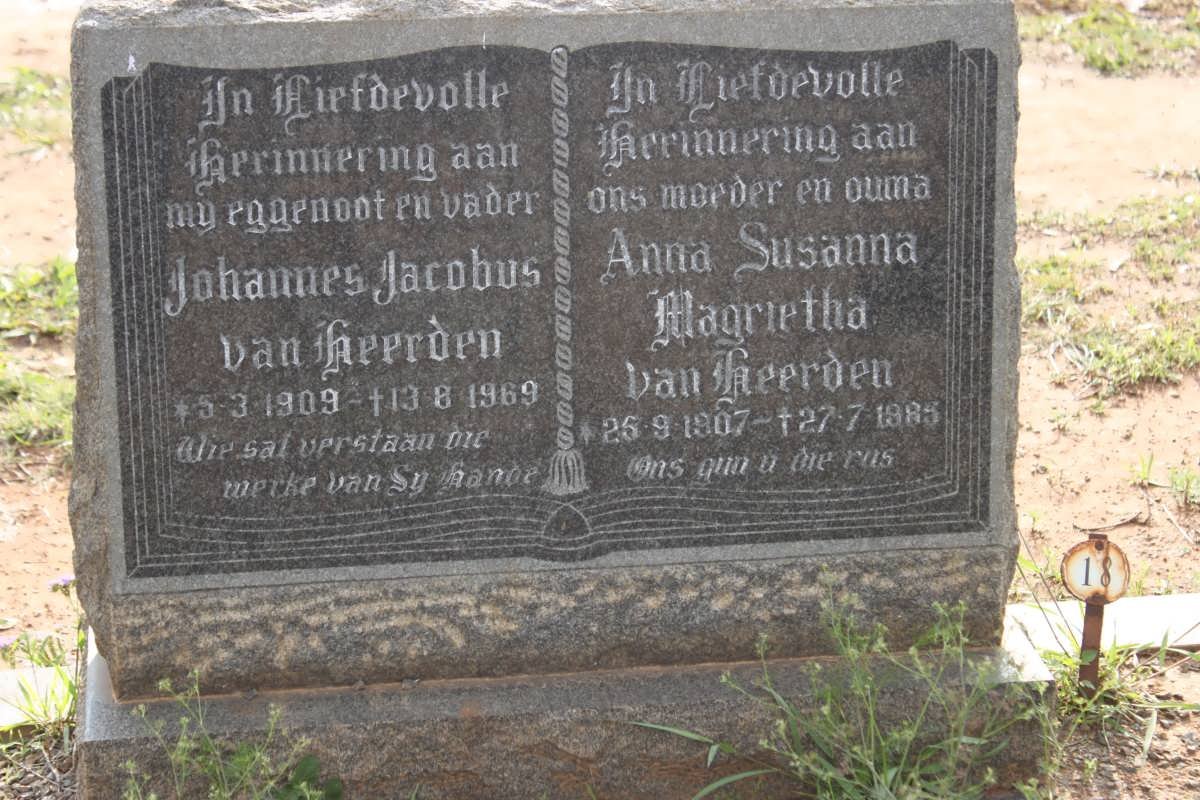 In Liefdevolle
Herinnering aan
my eggenoot en vader
Johannes Jacobus
van Heerden
*5·3·1909-†13·8·1969
Wie sal verstaan die
werke van Sy Hande
In Liefdevolle
Herinnering aan
ons moeder en ouma
Anna Susanna
Magrietha
van Heerden
*25·9·1907-†27·7·1985
Ons gun u die rus
18